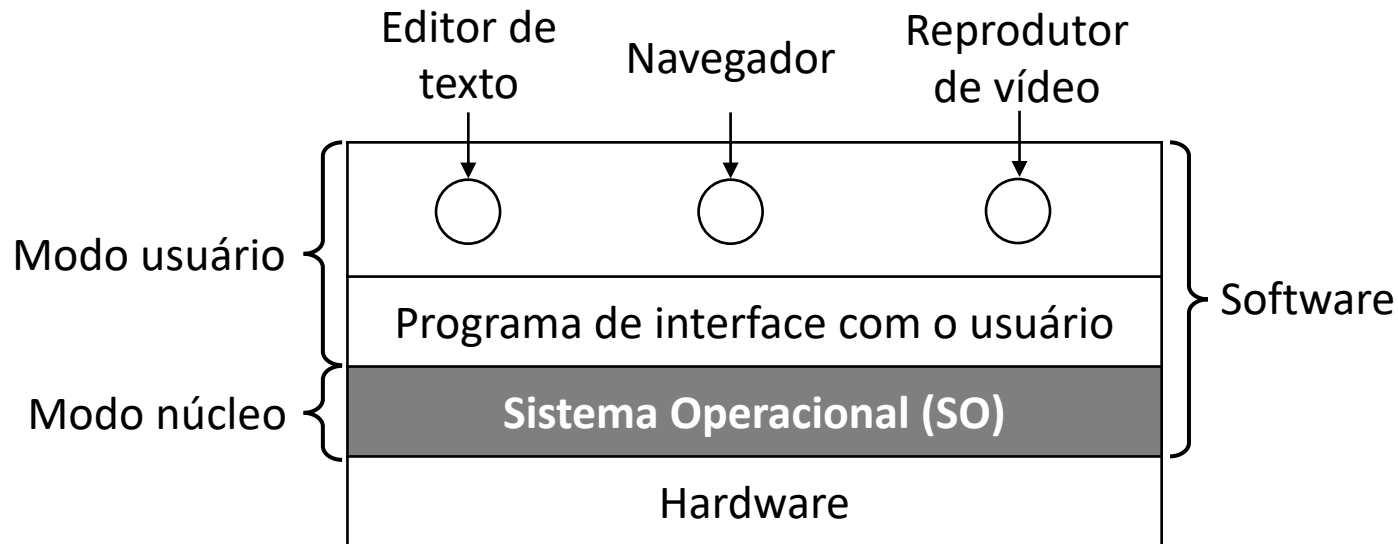 Editor de
texto
Navegador
Reprodutor
de vídeo
Modo usuário
Software
Programa de interface com o usuário
Modo núcleo
Sistema Operacional (SO)
Hardware